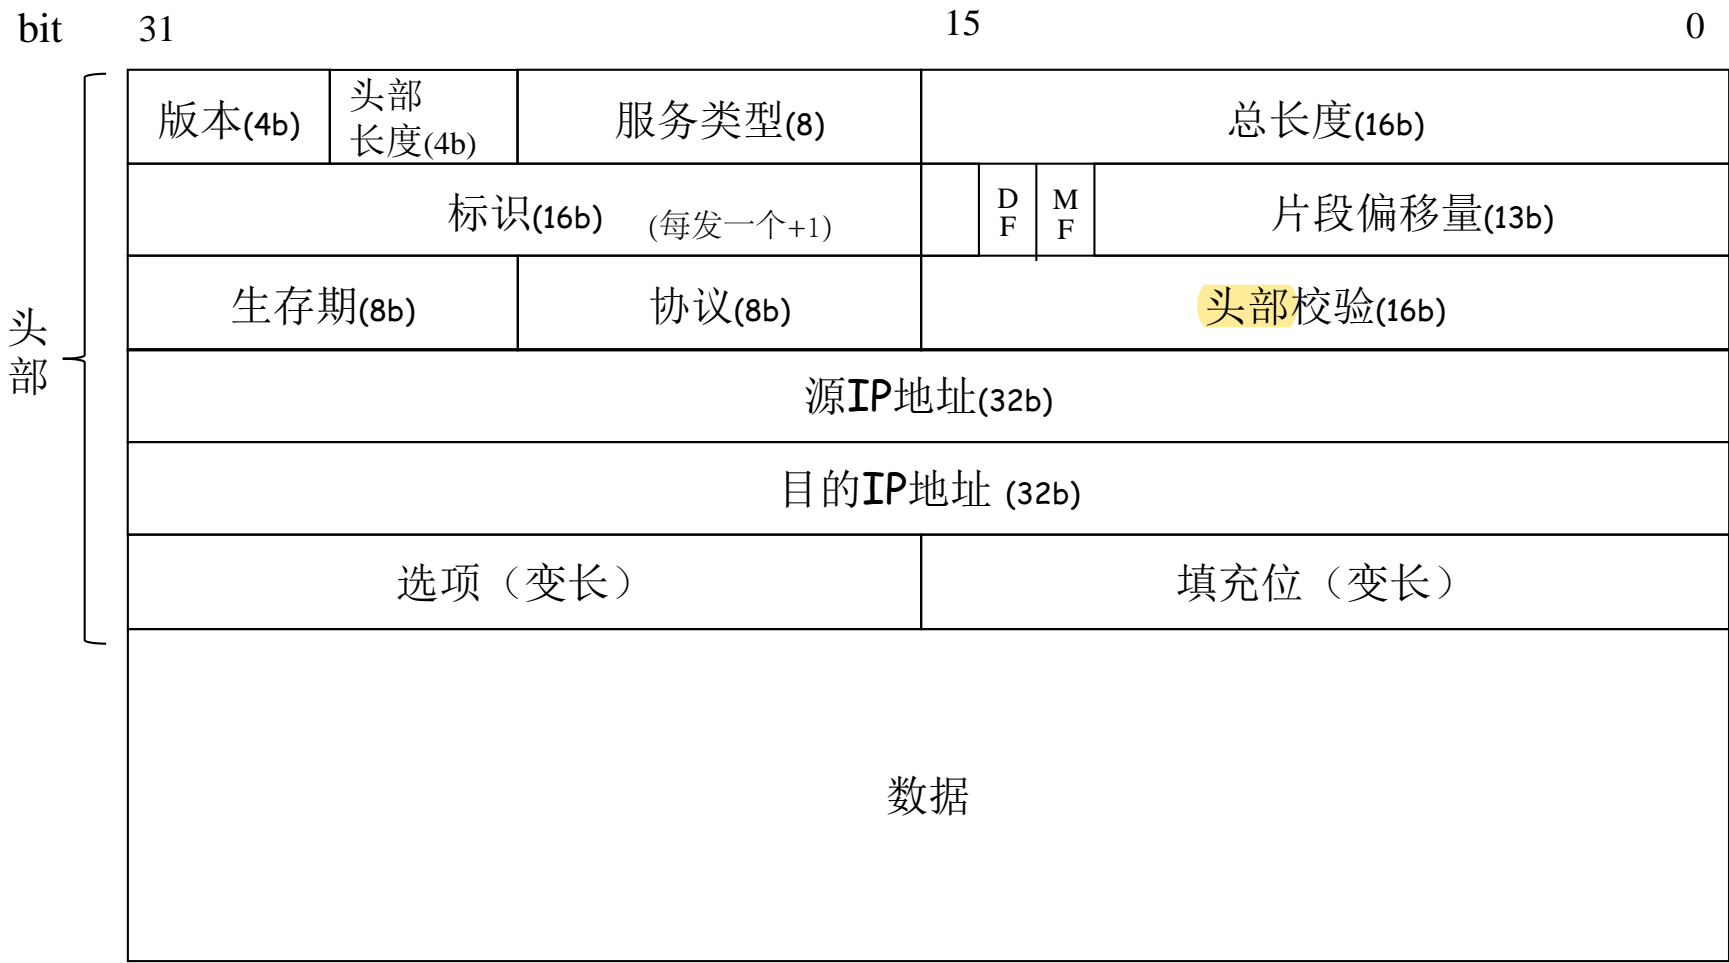 bit 31 15 0
版本(4b) 头部长度(4b) 服务类型(8) 总长度(16b)
标识(16b) (每发一个+1) DF MF 片段偏移量(13b)
生存期(8b) 协议(8b) 头部校验(16b)
头部
源IP地址(32b)
目的IP地址 (32b)
选项（变长） 填充位（变长）
数据